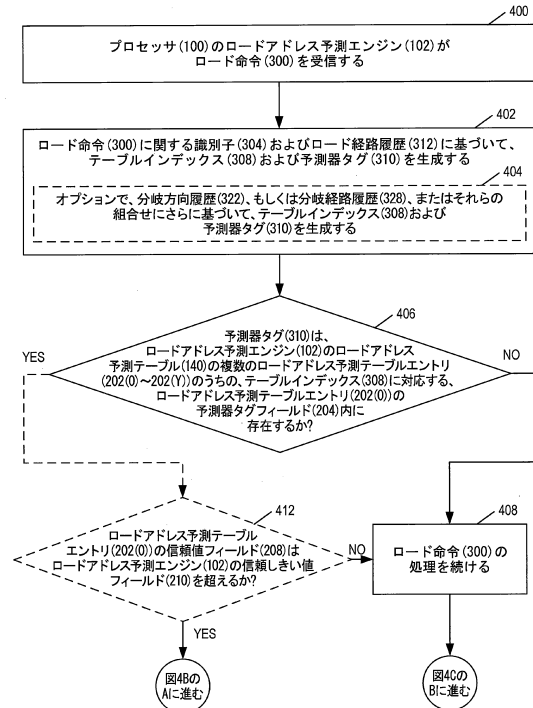 400
プロセッサ(100)のロードアドレス予測エンジン(102)が
ロード命令(300)を受信する
402
ロード命令(300)に関する識別子(304)およびロード経路履歴(312)に基づいて、
テーブルインデックス(308)および予測器タグ(310)を生成する
404
オプションで、分岐方向履歴(322)、もしくは分岐経路履歴(328)、またはそれらの
組合せにさらに基づいて、テーブルインデックス(308)および
予測器タグ(310)を生成する
406
予測器タグ(310)は、
ロードアドレス予測エンジン(102)のロードアドレス
予測テーブル(140)の複数のロードアドレス予測テーブルエントリ
(202(0)～202(Y))のうちの、テーブルインデックス(308)に対応する、
ロードアドレス予測テーブルエントリ(202(0))の
予測器タグフィールド(204)内に
存在するか?
YES
NO
412
ロードアドレス予測テーブル
エントリ(202(0))の信頼値フィールド(208)は
ロードアドレス予測エンジン(102)の信頼しきい値
フィールド(210)を超えるか?
NO
YES
408
ロード命令(300)の
処理を続ける
図4Bの
Aに進む
図4Cの
Bに進む